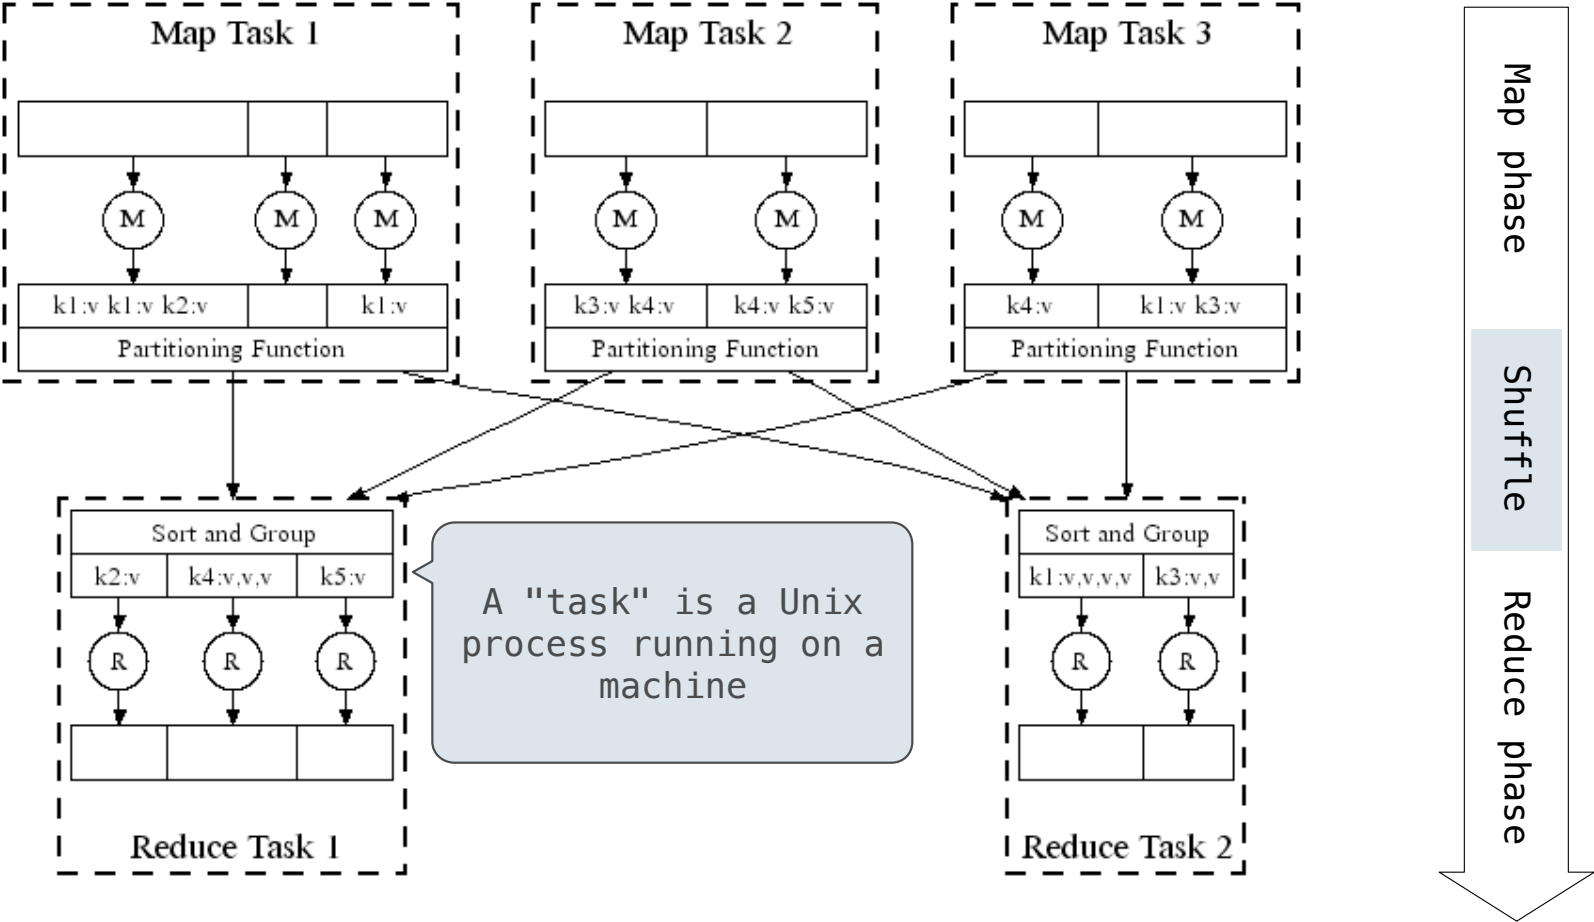 Map Task 1
Map Task 2
Map Task 3
M
M
M
M
M
M
M
k1:v k1:v k2:v
k1:v
k3:v k4:v
k4:v k5:v
k4:v
k1:v k3:v
Partitioning Function
Partitioning Function
Partitioning Function
Sort and Group
Sort and Group
k2:v
k4:v,v,v
k5:v
k1:v,v,v,v
k3:v,v
A "task" is a Unix
process running on a
machine
R
R
R
R
R
Reduce Task 1
Reduce Task 2
Map phase
Shuffle
Reduce phase